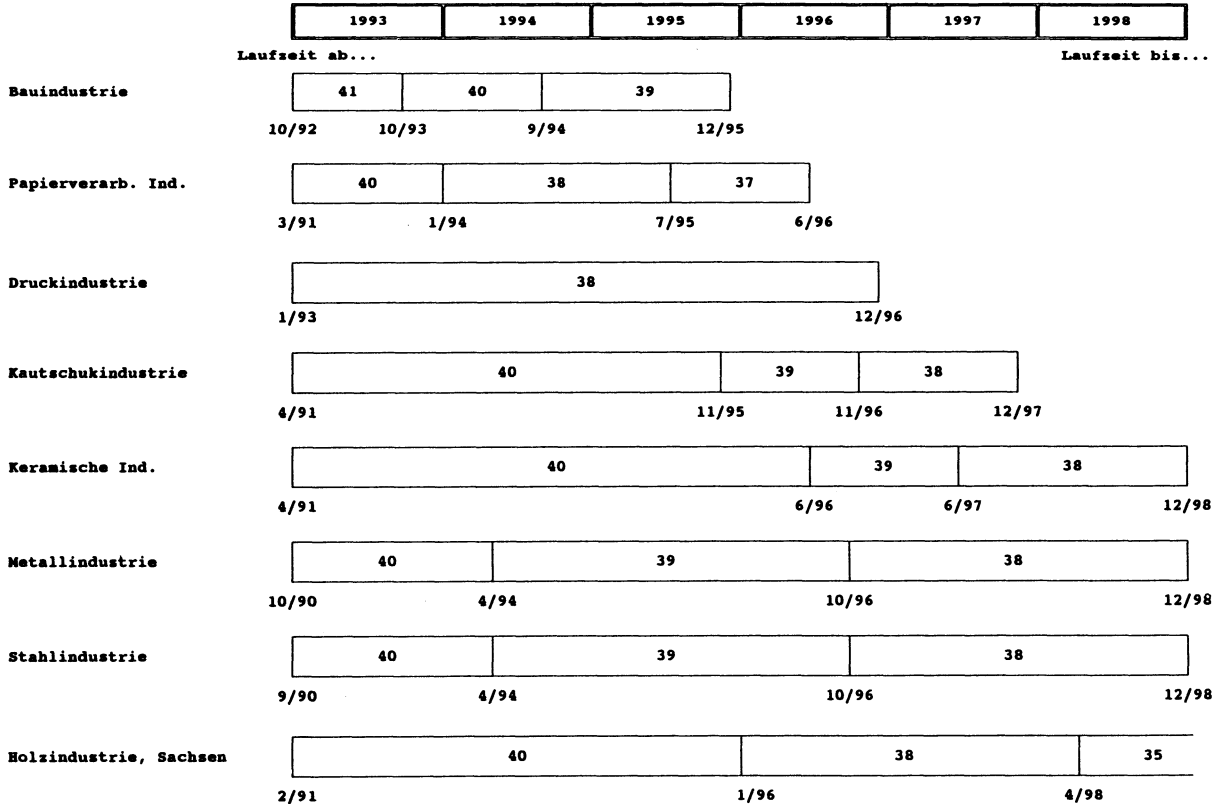 1993 1994 1995 1996 1997 1998
Laufzeit ab... Laufzeit bis...
Bauindustrie 41 40 39
10/92 10/93 9/94 12/95
Papierverarb. Ind. 40 38 37
3/91 1/94 7/95 6/96
Druckindustrie 38
1/93 12/96
Kautschukindustrie 40 39 38
4/91 11/95 11/96 12/97
Keramische Ind. 40 39 38
4/91 6/96 6/97 12/98
Metallindustrie 40 39 38
10/90 4/94 10/96 12/98
Stahlindustrie 40 39 38
9/90 4/94 10/96 12/98
Holzindustrie, Sachsen 40 38 35
2/91 1/96 4/98